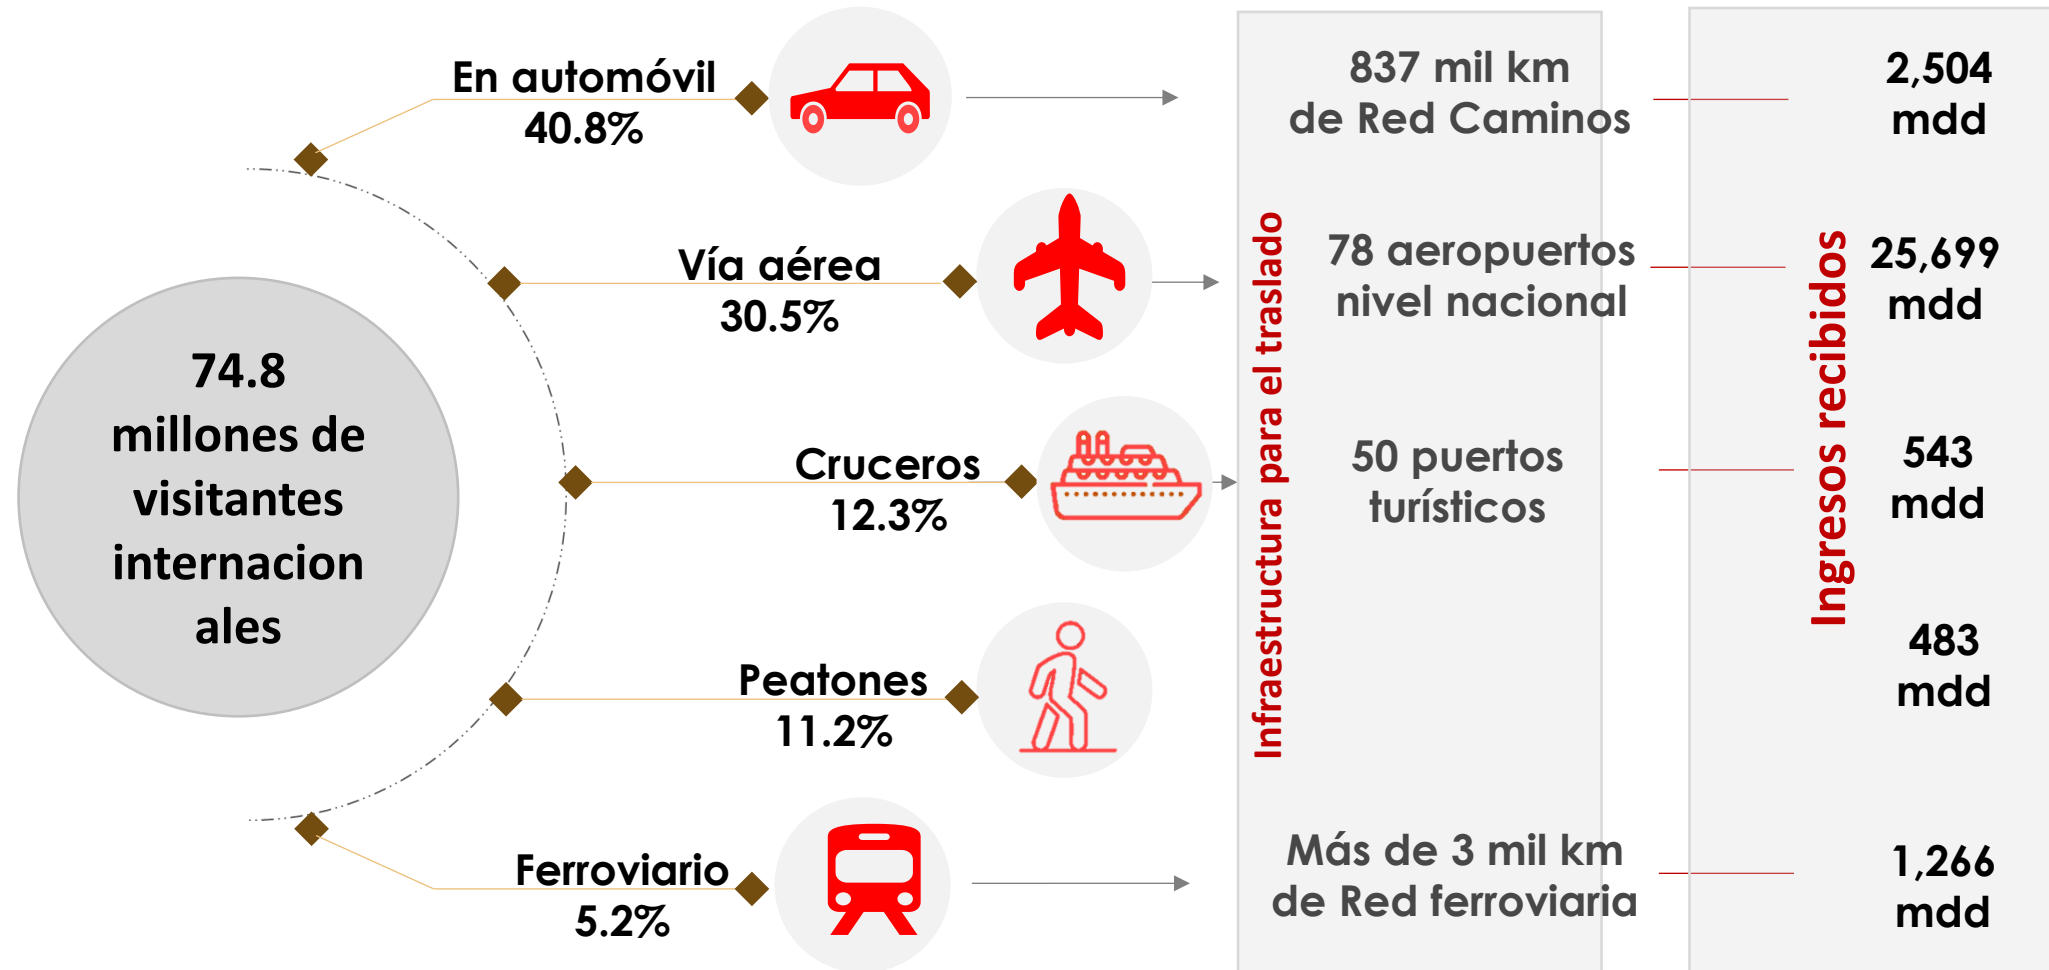 74.8
millones de
visitantes
internacion
ales
En automóvil
40.8%
Vía aérea
30.5%
Cruceros
12.3%
Peatones
11.2%
Ferroviario
5.2%
Infraestructura para el traslado
837 mil km
de Red Caminos
78 aeropuertos
nivel nacional
50 puertos
turísticos
Más de 3 mil km
de Red ferroviaria
Ingresos recibidos
2,504
mdd
25,699
mdd
543
mdd
483
mdd
1,266
mdd